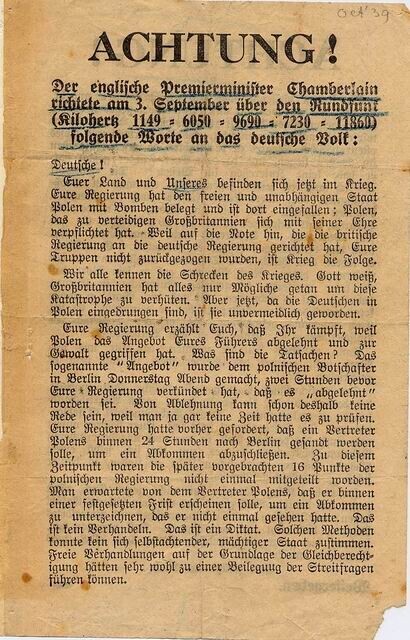 Oct '39
ACHTUNG!
Der englische Premierminister Chamberlain
richtete am 3. September über den Rundfunk
(Kilohertz 1149 = 6050 = 9690 = 7230 = 11860)
folgende Worte an das deutsche Volk:
Deutsche!
Euer Land und Unseres befinden sich jetzt im Krieg.
Eure Regierung hat den freien und unabhängigen Staat
Polen mit Bomben belegt und ist dort eingefallen; Polen,
das zu verteidigen Großbritannien sich mit seiner Ehre
verpflichtet hat. Weil auf die Note hin, die die britische
Regierung an die deutsche Regierung gerichtet hat, Eure
Truppen nicht zurückgezogen wurden, ist Krieg die Folge.
Wir alle kennen die Schrecken des Krieges. Gott weiß,
Großbritannien hat alles nur Mögliche getan um diese
Katastrophe zu verhüten. Aber jetzt, da die Deutschen in
Polen eingedrungen sind, ist sie unvermeidlich geworden.
Eure Regierung erzählt Euch, daß Ihr kämpft, weil
Polen das Angebot Eures Führers abgelehnt und zur
Gewalt gegriffen hat. Was sind die Tatsachen? Das
sogenannte "Angebot" wurde dem polnischen Botschafter
in Berlin Donnerstag Abend gemacht, zwei Stunden bevor
Eure Regierung verkündet hat, daß es "abgelehnt"
worden sei. Von Ablehnung kann schon deshalb keine
Rede sein, weil man ja gar keine Zeit hatte es zu prüfen.
Eure Regierung hatte vorher gefordert, daß ein Vertreter
Polens binnen 24 Stunden nach Berlin gesandt werden
solle, um ein Abkommen abzuschließen. Zu diesem
Zeitpunkt waren die später vorgebrachten 16 Punkte der
polnischen Regierung nicht einmal mitgeteilt worden.
Man erwartete von dem Vertreter Polens, daß er binnen
einer festgesetzten Frist erscheinen solle, um ein Abkommen
zu unterzeichnen, das er nicht einmal gesehen hatte. Das
ist kein Verhandeln. Das ist ein Diktat. Solchen Methoden
konnte kein sich selbstachtender, mächtiger Staat zustimmen.
Freie Verhandlungen auf der Grundlage der Gleichberecht-
igung hätten sehr wohl zu einer Beilegung der Streitfragen
führen können.